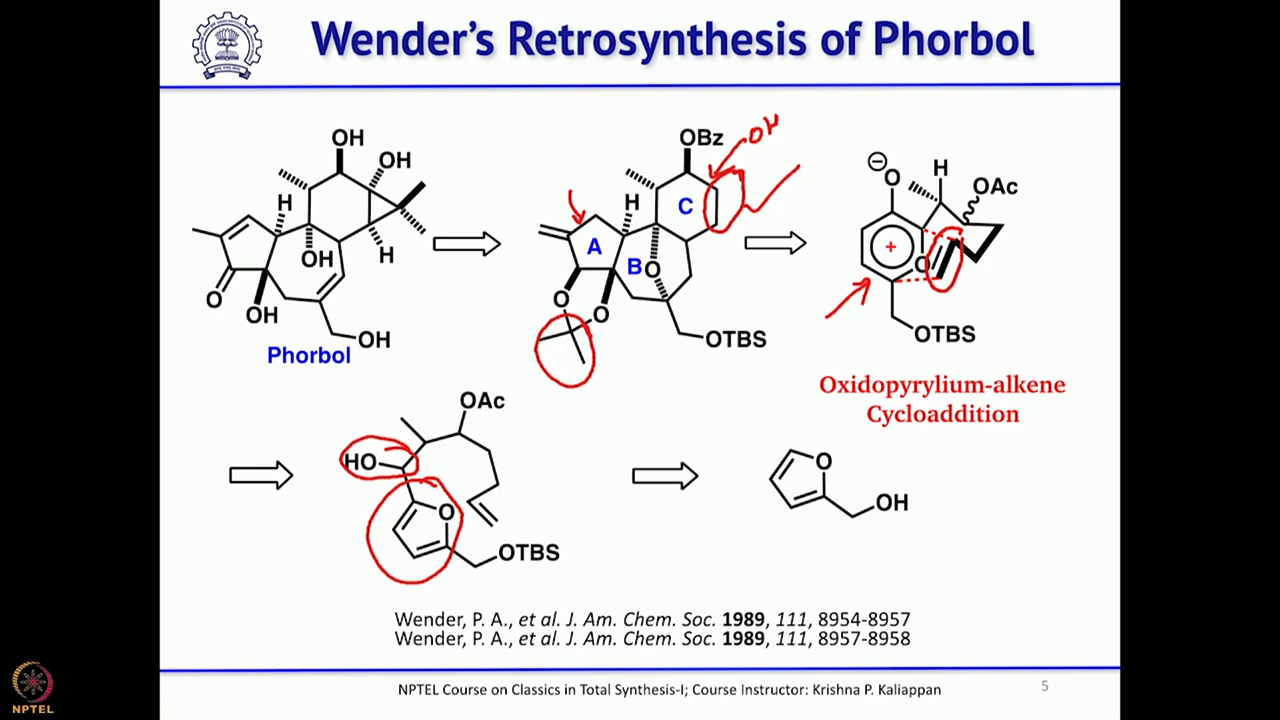 Wender's Retrosynthesis of Phorbol
OH
OH
H
OH
H
O
OH
OH
Phorbol
OBz
OH
H
C
A
B
O
O
O
OTBS
⊖
O
H
OAc
+
O
OTBS
Oxidopyrylium-alkene
Cycloaddition
OAc
HO
O
OTBS
O
OH
Wender, P. A., et al. J. Am. Chem. Soc. 1989, 111, 8954-8957
Wender, P. A., et al. J. Am. Chem. Soc. 1989, 111, 8957-8958
NPTEL Course on Classics in Total Synthesis-I; Course Instructor: Krishna P. Kaliappan
5
NPTEL